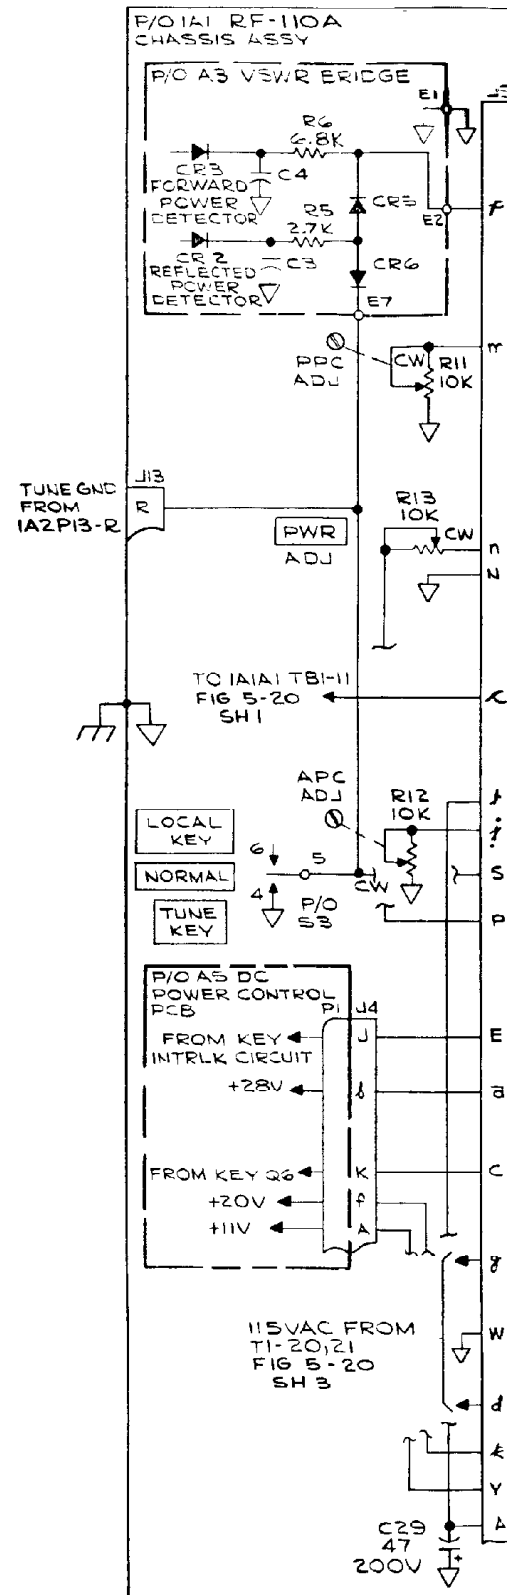 P/O 1A1 RF-110A
CHASSIS ASSY
P/O A3 VSWR BRIDGE
E1
R6
6.8K
CR3
FORWARD
POWER
DETECTOR
C4
R5
2.7K
CR5
E2
CR2
REFLECTED
POWER
DETECTOR
C3
CR6
E7
PPC
ADJ
CW
R11
10K
m
J13
TUNE GND
FROM
1A2P13-R
R
PWR
ADJ
R13
10K
CW
n
N
TO 1A1A1 TB1-11
FIG 5-20
SH 1
APC
ADJ
R12
10K
LOCAL
KEY
NORMAL
TUNE
KEY
6
5
4
P/O
S3
CW
S
P
P/O A5 DC
POWER CONTROL
PCB
P1
J4
FROM KEY
INTRLK CIRCUIT
J
E
+28V
b
a
FROM KEY Q6
K
C
+20V
f
+11V
A
g
115VAC FROM
T1-20,21
FIG 5-20
SH 3
W
d
k
Y
C29
47
200V
+
A